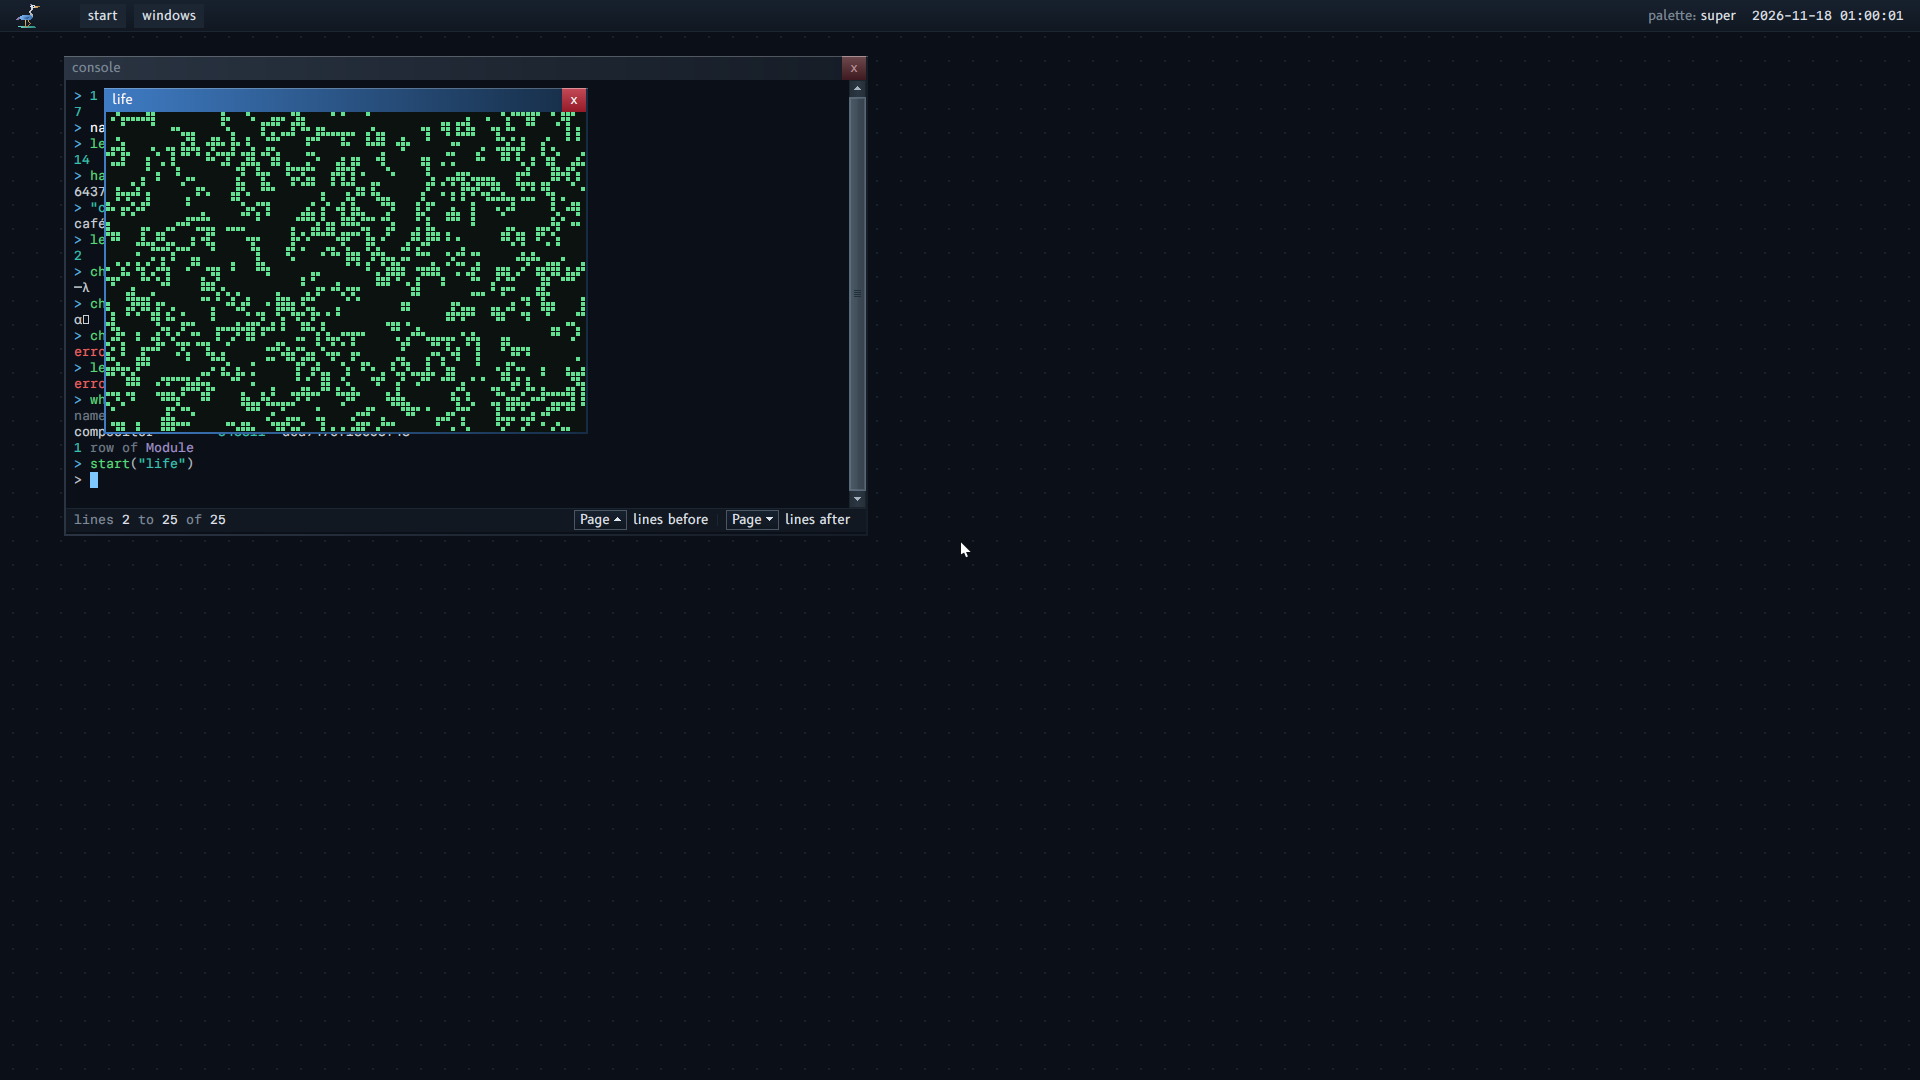 start windows palette: super 2026-11-18 01:00:01
console x
life x
> 1
7
> na
> le
14
> ha
6437
> "c
café
> le
2
> ch
─λ
> ch
α
> ch
erro
> le
erro
> wh
name
1 row of Module
> start("life")
>
lines 2 to 25 of 25 Page lines before Page lines after